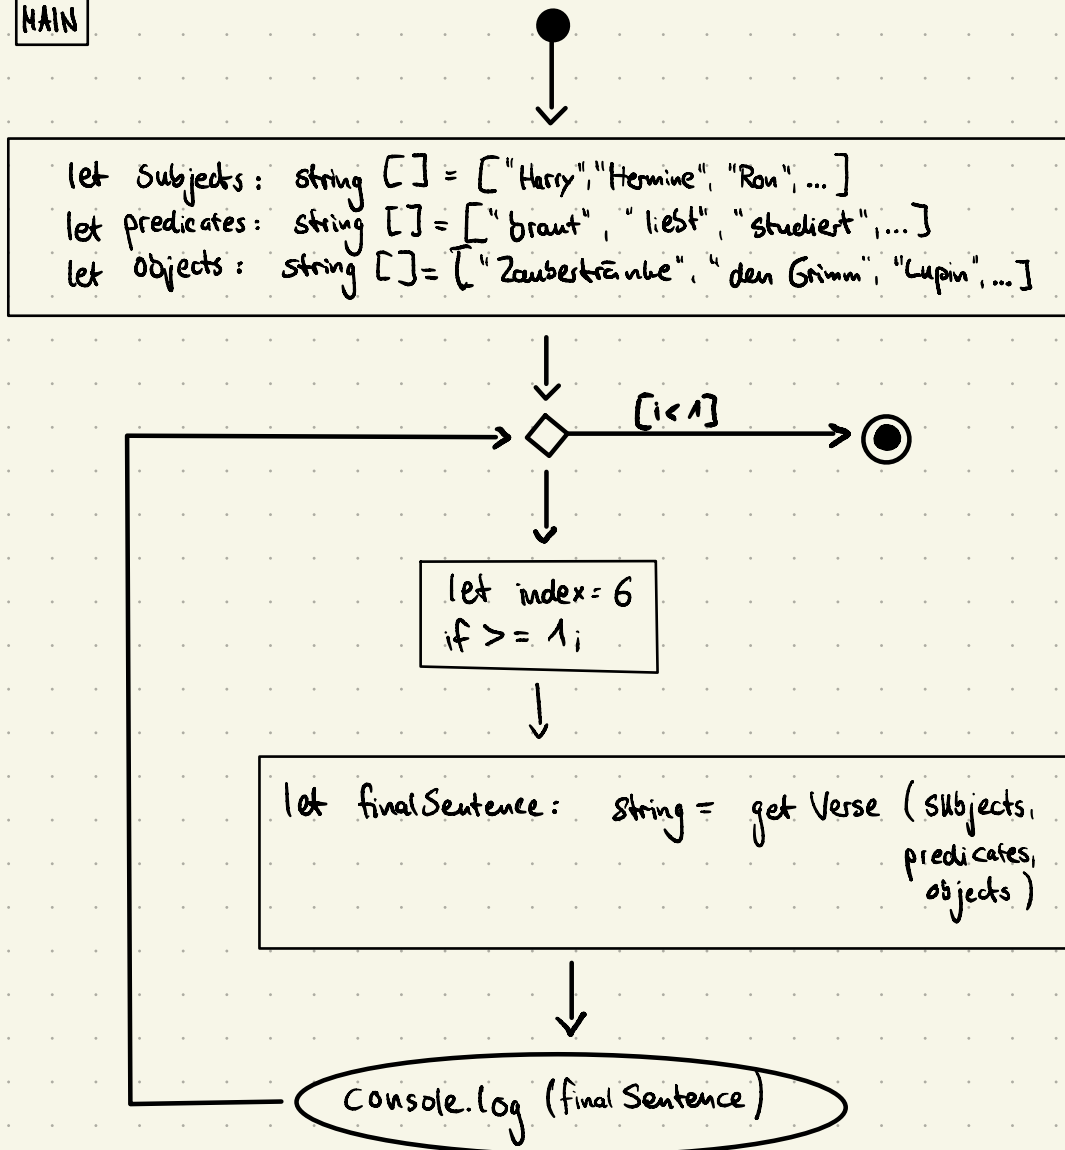 MAIN
let Subjects: string [] = ["Harry", "Hermine", "Ron", ...]
let predicates: string [] = ["braut", "liebt", "studiert", ...]
let objects: string [] = ["Zaubertränke", "den Grimm", "Lupin", ...]
[i < 1]
let index = 6
if >= 1;
let finalSentence: string = get Verse (subjects,
predicates,
objects)
console.log (final Sentence)